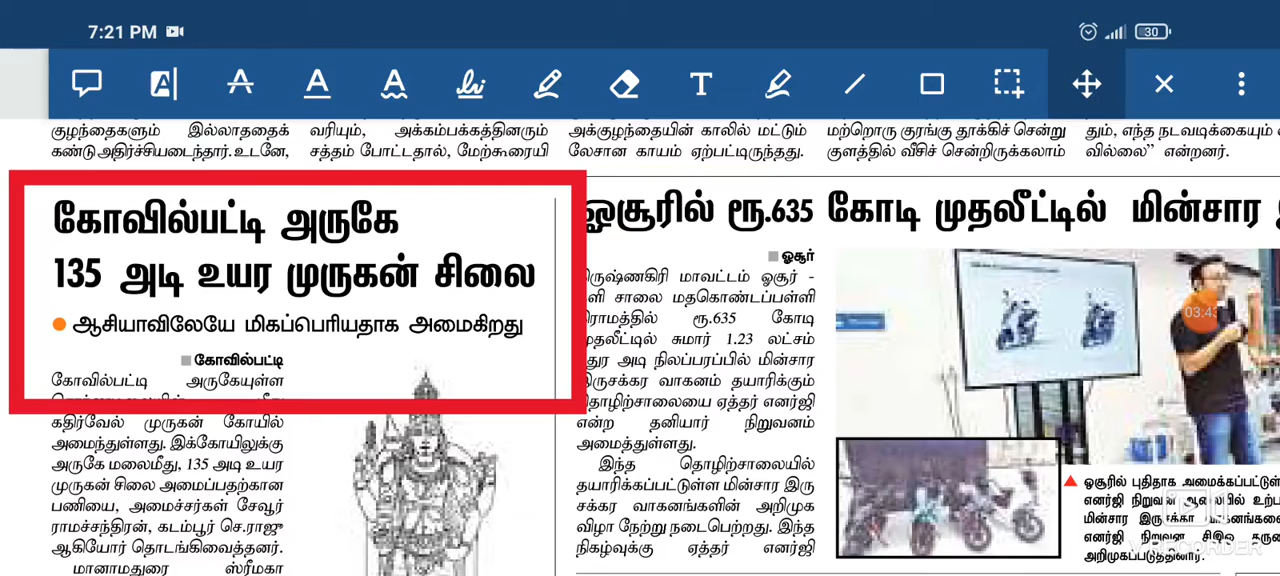 7:21 PM
30
குழந்தைகளும் இல்லாததைக்
கண்டு அதிர்ச்சியடைந்தார். உடனே,
வரியும், அக்கம்பக்கத்தினரும்
சத்தம் போட்டதால், மேற்கூரையி
அக்குழந்தையின் காலில் மட்டும்
லேசான காயம் ஏற்பட்டிருந்தது.
மற்றொரு குரங்கு தூக்கிச் சென்று
குளத்தில் வீசிச் சென்றிருக்கலாம்
தும், எந்த நடவடிக்கையும்
வில்லை” என்றனர்.
கோவில்பட்டி அருகே
135 அடி உயர முருகன் சிலை
ஆசியாவிலேயே மிகப்பெரியதாக அமைகிறது
கோவில்பட்டி
கோவில்பட்டி அருகேயுள்ள
கதிர்வேல் முருகன் கோயில்
அமைந்துள்ளது. இக்கோயிலுக்கு
அருகே மலைமீது, 135 அடி உயர
முருகன் சிலை அமைப்பதற்கான
பணியை, அமைச்சர்கள் சேவூர்
ராமச்சந்திரன், கடம்பூர் செ.ராஜு
ஆகியோர் தொடங்கிவைத்தனர்.
மானாமதுரை ஸ்ரீமகா
ஓசூரில் ரூ.635 கோடி முதலீட்டில் மின்சார
ஓசூர்
ருஷ்ணகிரி மாவட்டம் ஓசூர் -
ளி சாலை மதகொண்டப்பள்ளி
ராமத்தில் ரூ.635 கோடி
முதலீட்டில் சுமார் 1.23 லட்சம்
துர அடி நிலப்பரப்பில் மின்சார
இருசக்கர வாகனம் தயாரிக்கும்
தொழிற்சாலையை ஏத்தர் எனர்ஜி
என்ற தனியார் நிறுவனம்
அமைத்துள்ளது.
இந்த தொழிற்சாலையில்
தயாரிக்கப்பட்டுள்ள மின்சார இரு
சக்கர வாகனங்களின் அறிமுக
விழா நேற்று நடைபெற்றது. இந்த
நிகழ்வுக்கு ஏத்தர் எனர்ஜி
03:43
ஓசூரில் புதிதாக அமைக்கப்பட்டுள்
எனர்ஜி நிறுவன
மின்சார இருசக்கர
எனர்ஜி நிறுவன
அறிமுகப்படுத்தினார்.
RECORDER